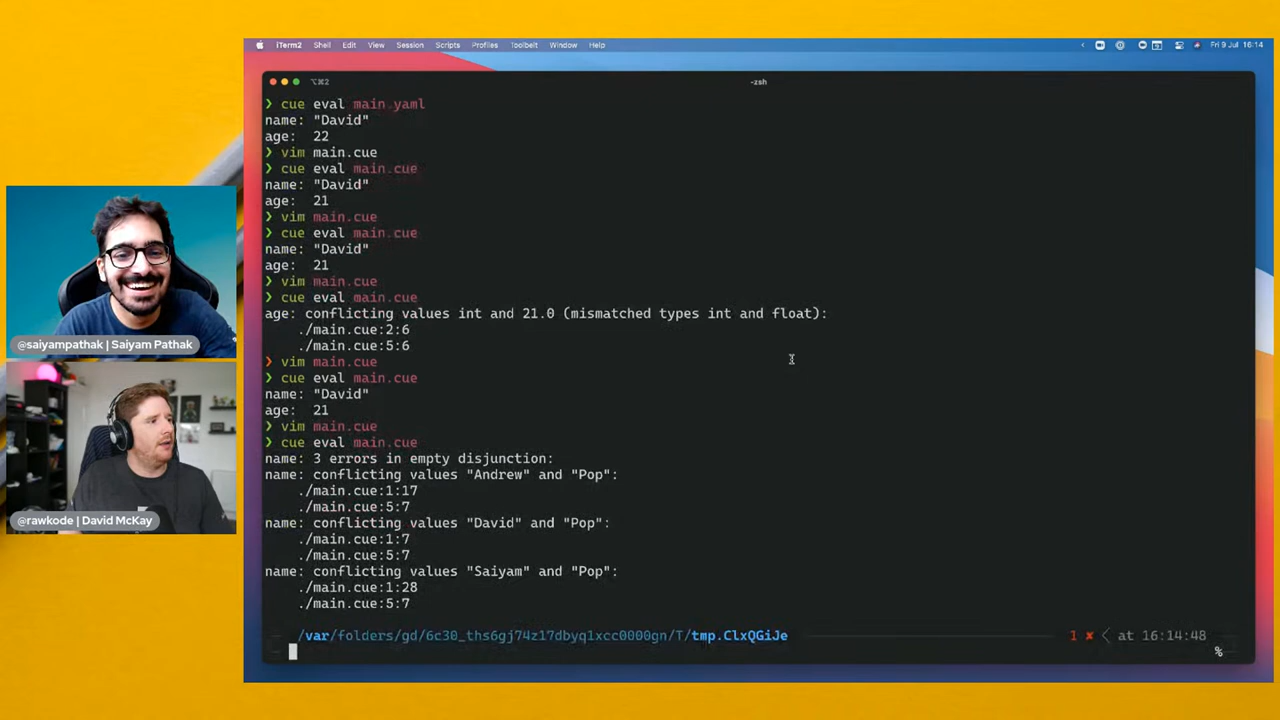 iTerm2 Shell Edit View Session Scripts Profiles Toolbelt Window Help
Fri 9 Jul 16:14
⌥⌘2
-zsh
❯ cue eval main.yaml
name: "David"
age: 22
❯ vim main.cue
❯ cue eval main.cue
name: "David"
age: 21
❯ vim main.cue
❯ cue eval main.cue
name: "David"
age: 21
❯ vim main.cue
❯ cue eval main.cue
age: conflicting values int and 21.0 (mismatched types int and float):
./main.cue:2:6
./main.cue:5:6
❯ vim main.cue
❯ cue eval main.cue
name: "David"
age: 21
❯ vim main.cue
❯ cue eval main.cue
name: 3 errors in empty disjunction:
name: conflicting values "Andrew" and "Pop":
./main.cue:1:17
./main.cue:5:7
name: conflicting values "David" and "Pop":
./main.cue:1:7
./main.cue:5:7
name: conflicting values "Saiyam" and "Pop":
./main.cue:1:28
./main.cue:5:7
/var/folders/gd/6c30_ths6gj74z17dbyq1xcc0000gn/T/tmp.ClxQGiJe
1 ✘ < at 16:14:48
%
@saiyampathak | Saiyam Pathak
@rawkode | David McKay